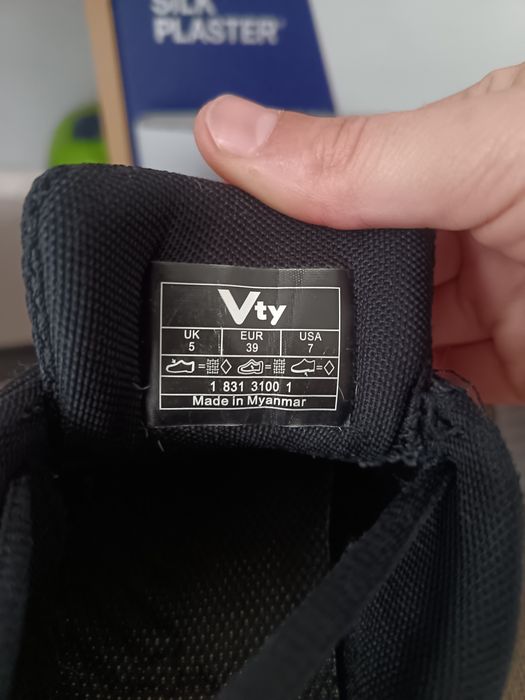 SILK
PLASTER
Vty
UK EUR USA
5 39 7
1 831 3100 1
Made in Myanmar